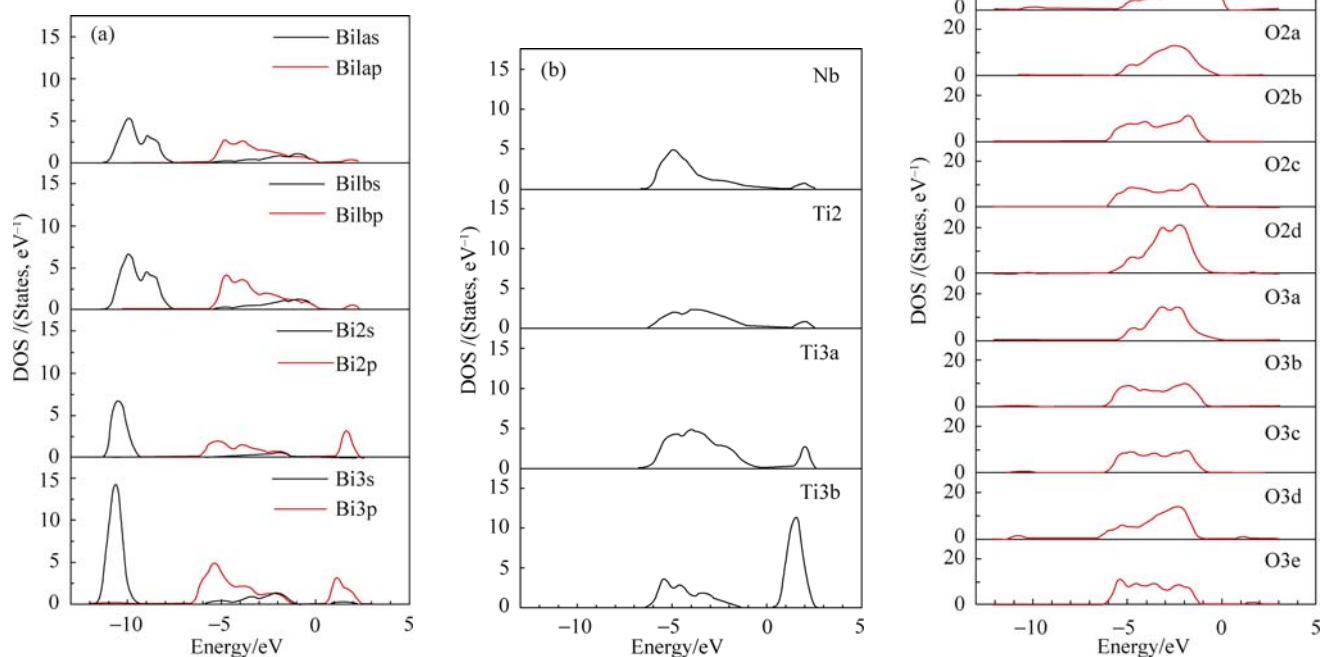 (a)
Bilas
Bilap
15
10
5
0
Bilbs
Bilbp
15
10
5
0
Bi2s
Bi2p
15
10
5
0
Bi3s
Bi3p
15
10
5
0
DOS /(States, eV⁻¹)
−10 −5 0 5
Energy/eV
(b)
Nb
15
10
5
0
Ti2
15
10
5
0
Ti3a
15
10
5
0
Ti3b
15
10
5
0
DOS /(States, eV⁻¹)
−10 −5 0 5
Energy/eV
0
20
O2a
0
20
O2b
0
20
O2c
0
20
O2d
0
20
O3a
0
20
O3b
0
20
O3c
0
20
O3d
0
20
O3e
0
DOS /(States, eV⁻¹)
−10 −5 0 5
Energy/eV